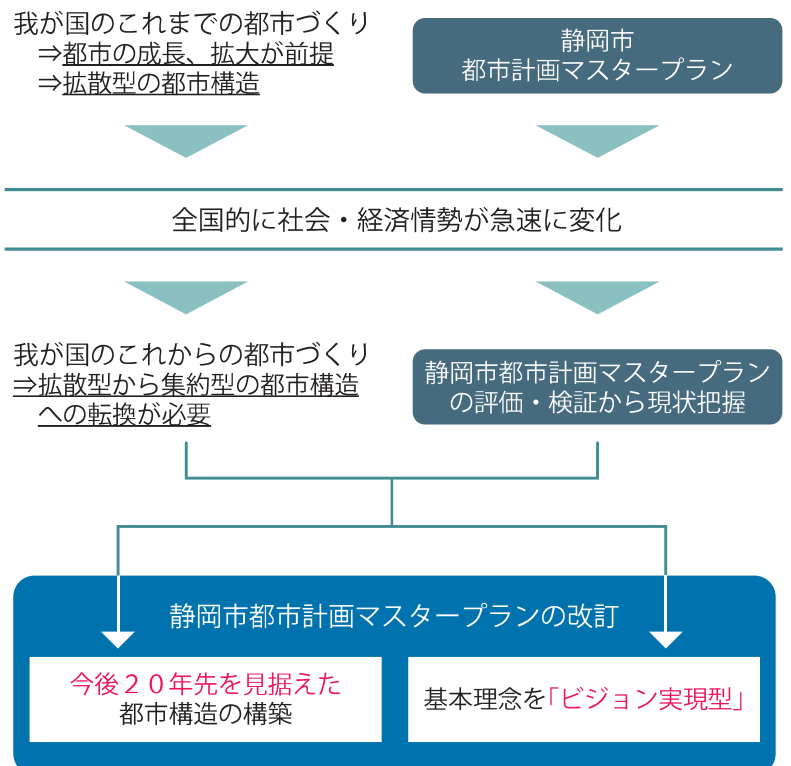 我が国のこれまでの都市づくり
⇒都市の成長、拡大が前提
⇒拡散型の都市構造
静岡市
都市計画マスタープラン
全国的に社会・経済情勢が急速に変化
我が国のこれからの都市づくり
⇒拡散型から集約型の都市構造
への転換が必要
静岡市都市計画マスタープラン
の評価・検証から現状把握
静岡市都市計画マスタープランの改訂
今後２０年先を見据えた
都市構造の構築
基本理念を「ビジョン実現型」